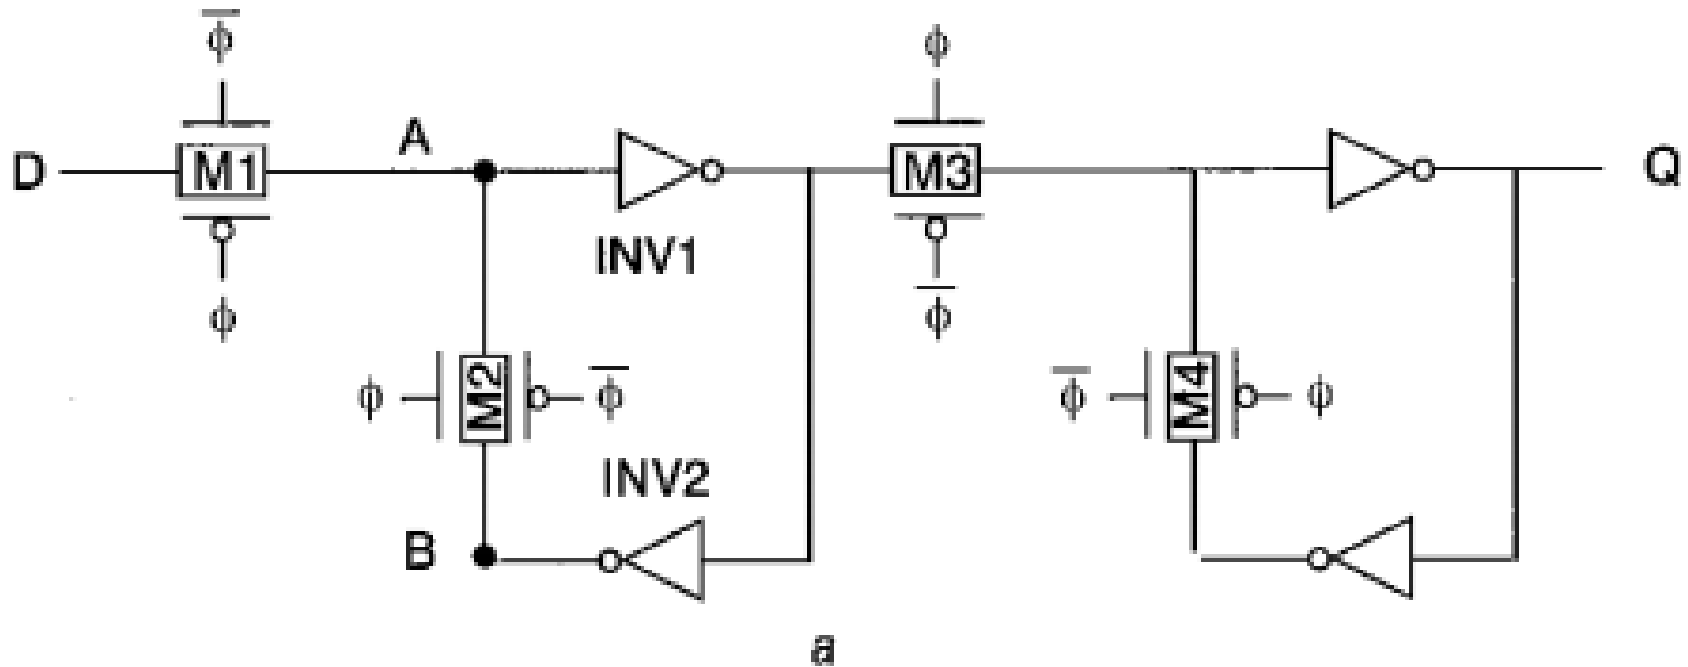 ϕ̅ ϕ
D M1 A M3 Q
INV1
ϕ ϕ̅
ϕ M2 ϕ̅ ϕ̅ M4 ϕ
INV2
B
a